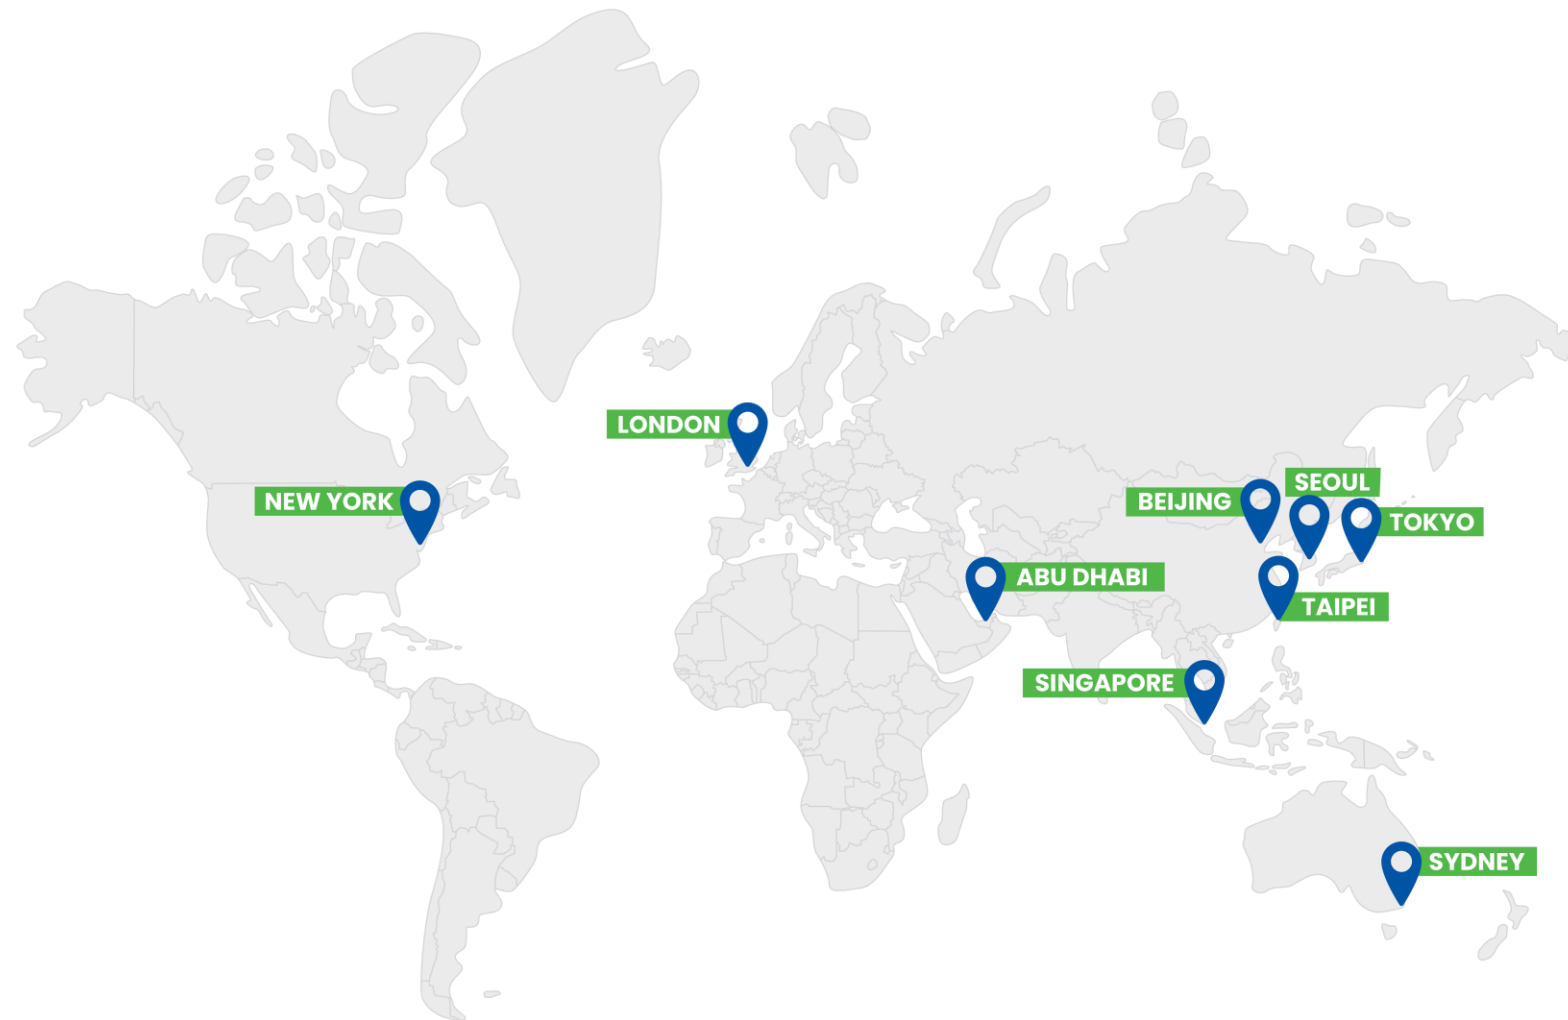 LONDON
SEOUL
NEW YORK
BEIJING
TOKYO
ABU DHABI
TAIPEI
SINGAPORE
SYDNEY